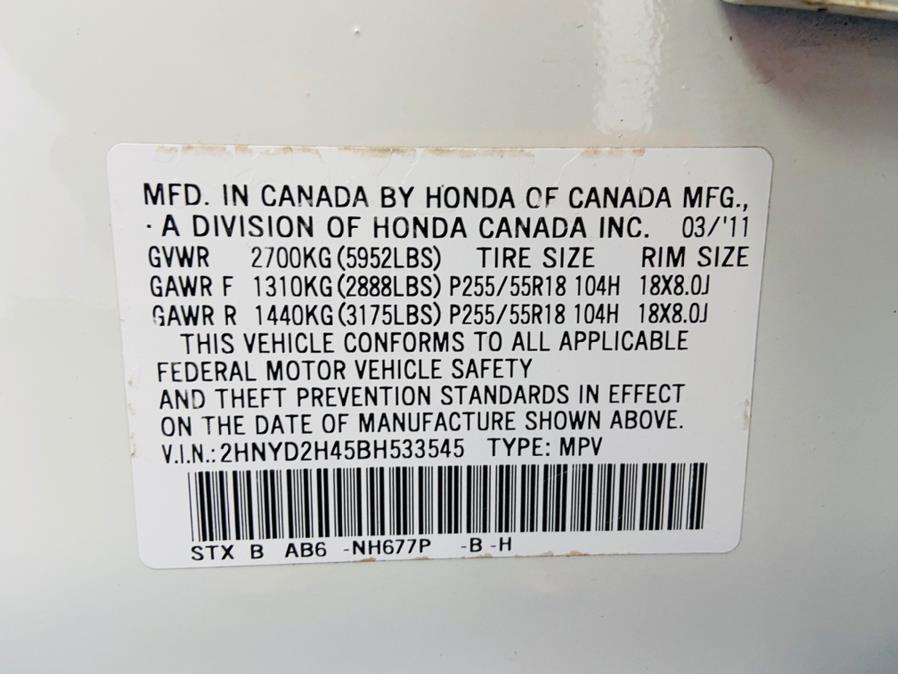 MFD. IN CANADA BY HONDA OF CANADA MFG.,
· A DIVISION OF HONDA CANADA INC. 03/'11
GVWR 2700KG (5952LBS) TIRE SIZE RIM SIZE
GAWR F 1310KG (2888LBS) P255/55R18 104H 18X8.0J
GAWR R 1440KG (3175LBS) P255/55R18 104H 18X8.0J
THIS VEHICLE CONFORMS TO ALL APPLICABLE
FEDERAL MOTOR VEHICLE SAFETY
AND THEFT PREVENTION STANDARDS IN EFFECT
ON THE DATE OF MANUFACTURE SHOWN ABOVE.
V.I.N.: 2HNYD2H45BH533545 TYPE: MPV
STX B AB6 -NH677P -B -H